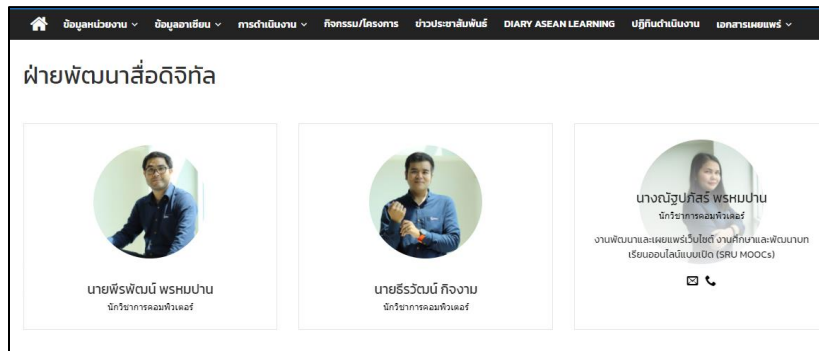 ข้อมูลหน่วยงาน ข้อมูลอาเซียน การดำเนินงาน กิจกรรม/โครงการ ข่าวประชาสัมพันธ์ DIARY ASEAN LEARNING ปฏิทินดำเนินงาน เอกสารเผยแพร่
ฝ่ายพัฒนาสื่อดิจิทัล
นายพีรพัฒน์ พรหมปาน
นักวิชาการคอมพิวเตอร์
นายธีรวัฒน์ กิจงาม
นักวิชาการคอมพิวเตอร์
นางณัฐปภัสร์ พรหมปาน
นักวิชาการคอมพิวเตอร์
งานพัฒนาและเผยแพร่เว็บไซต์ งานศึกษาและพัฒนาบท
เรียนออนไลน์แบบเปิด (SRU MOOCs)